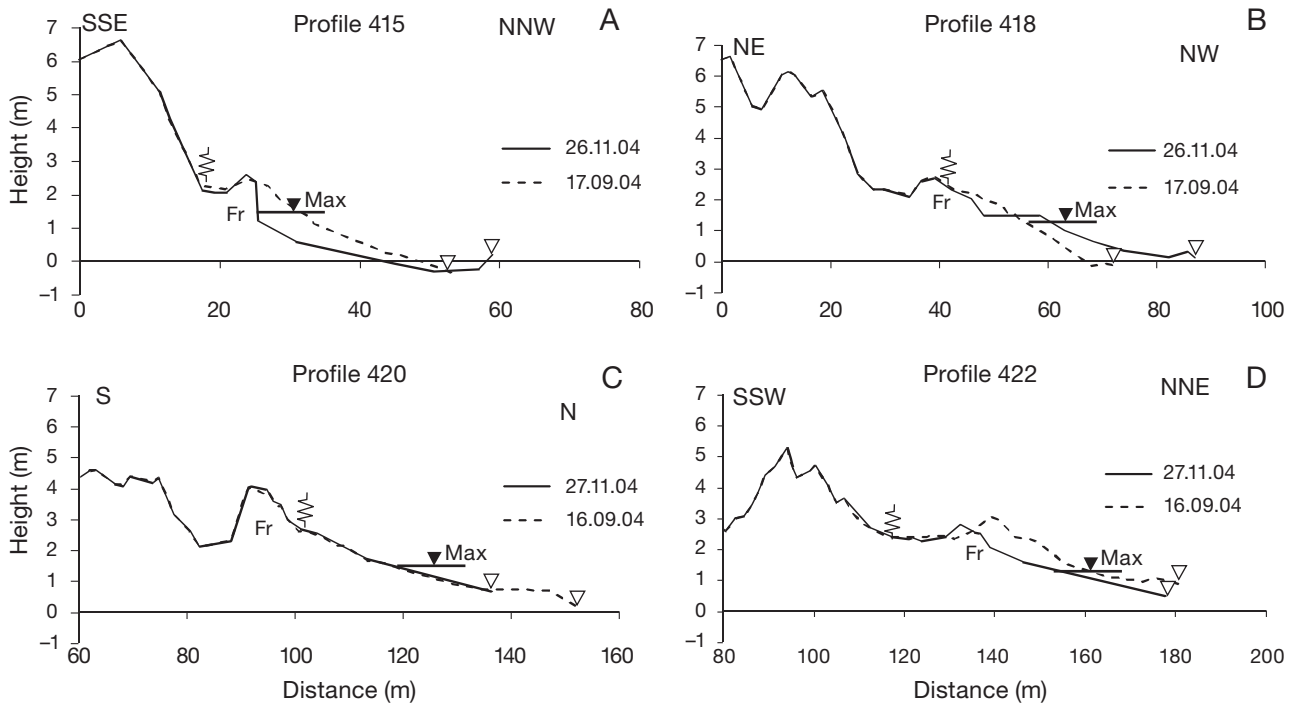 Profile 415
A
SSE
NNW
7
6
5
4
3
2
1
0
–1
Height (m)
26.11.04
17.09.04
Fr
Max
0
20
40
60
80
Profile 418
B
NE
NW
7
6
5
4
3
2
1
0
–1
26.11.04
17.09.04
Fr
Max
0
20
40
60
80
100
Profile 420
C
S
N
7
6
5
4
3
2
1
0
–1
Height (m)
27.11.04
16.09.04
Fr
Max
60
80
100
120
140
160
Distance (m)
Profile 422
D
SSW
NNE
7
6
5
4
3
2
1
0
–1
27.11.04
16.09.04
Fr
Max
80
100
120
140
160
180
200
Distance (m)